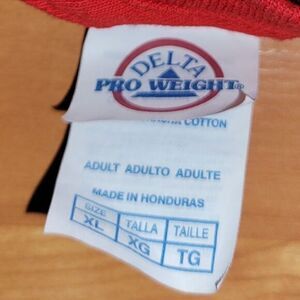 DELTA
PRO WEIGHT
COTTON
ADULT ADULTO ADULTE
MADE IN HONDURAS
SIZE TALLA TAILLE
XL XG TG